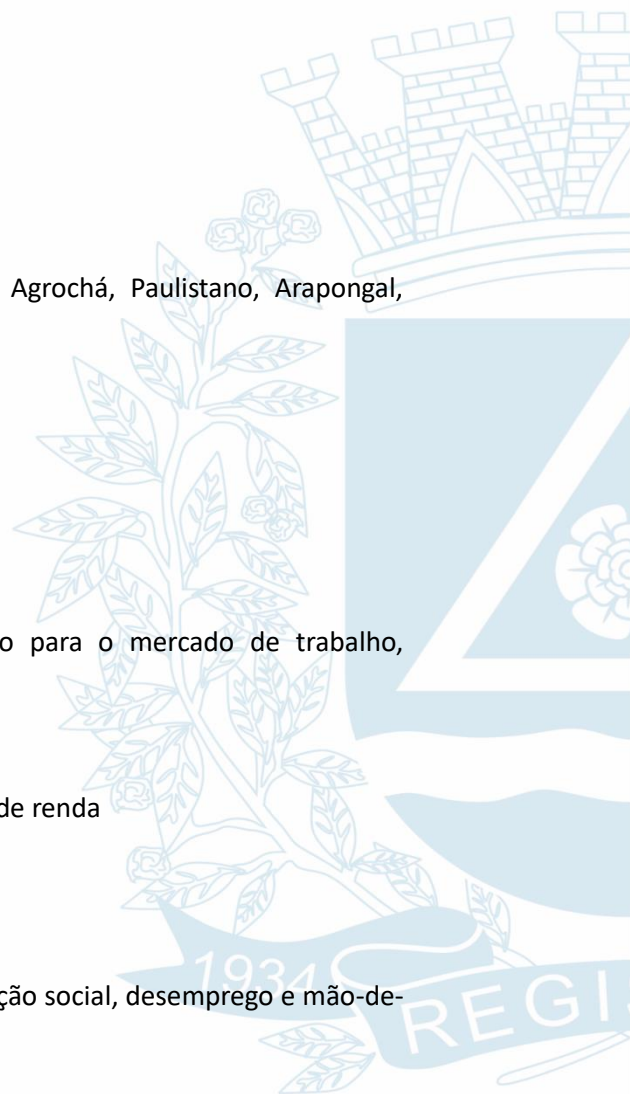 Agrochá, Paulistano, Arapongal,
o para o mercado de trabalho,
de renda
ção social, desemprego e mão-de-
1934
REGI